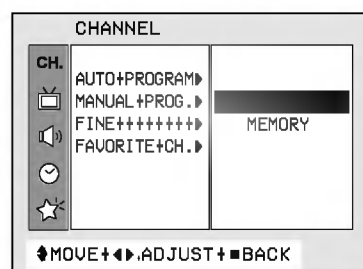 CHANNEL
CH.
AUTO+PROGRAM▶
MANUAL+PROG.▶
FINE++++++++▶
FAVORITE+CH.▶
MEMORY
♦MOVE+◀▶.ADJUST+■BACK